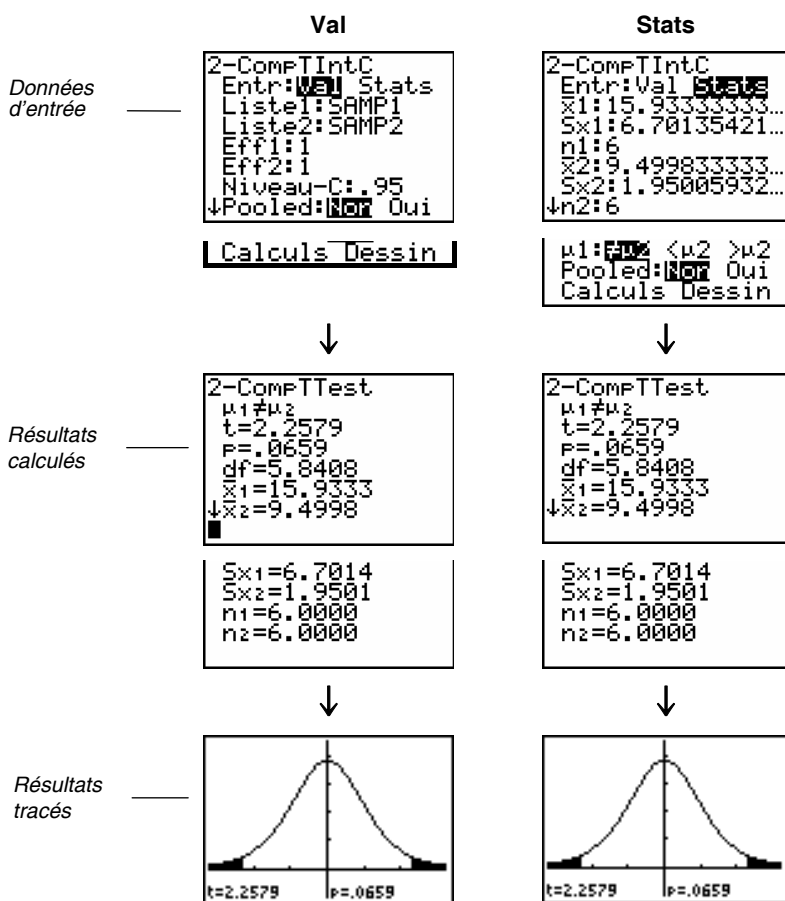 Val
Stats
Données
d'entrée
2-CompTIntC
Entr:Val Stats
Liste1:SAMP1
Liste2:SAMP2
Eff1:1
Eff2:1
Niveau-C:.95
↓Pooled:Non Oui
Calculs Dessin
2-CompTIntC
Entr:Val Stats
x̄1:15.93333333...
Sx1:6.70135421...
n1:6
x̄2:9.499833333...
Sx2:1.95005932...
↓n2:6
μ1:≠μ2 <μ2 >μ2
Pooled:Non Oui
Calculs Dessin
↓
↓
Résultats
calculés
2-CompTTest
μ1≠μ2
t=2.2579
p=.0659
df=5.8408
x̄1=15.9333
↓x̄2=9.4998
Sx1=6.7014
Sx2=1.9501
n1=6.0000
n2=6.0000
2-CompTTest
μ1≠μ2
t=2.2579
p=.0659
df=5.8408
x̄1=15.9333
↓x̄2=9.4998
Sx1=6.7014
Sx2=1.9501
n1=6.0000
n2=6.0000
↓
↓
Résultats
tracés
t=2.2579 p=.0659
t=2.2579 p=.0659